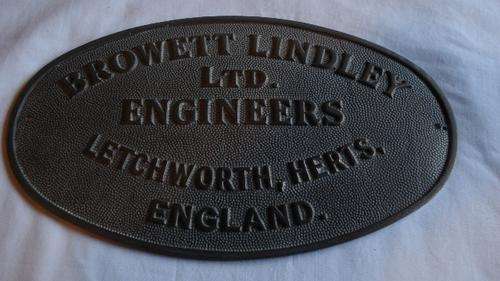 BROWETT LINDLEY
LTD.
ENGINEERS
LETCHWORTH, HERTS.
ENGLAND.